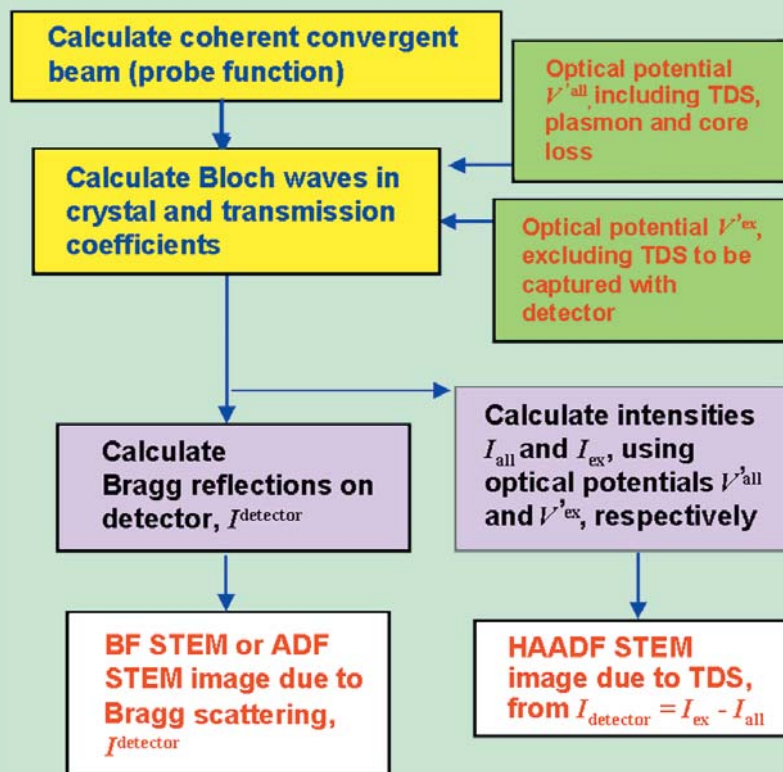 Calculate coherent convergent
beam (probe function)
Optical potential
V'all, including TDS,
plasmon and core
loss
Calculate Bloch waves in
crystal and transmission
coefficients
Optical potential V'ex,
excluding TDS to be
captured with
detector
Calculate
Bragg reflections on
detector, Idetector
Calculate intensities
Iall and Iex, using
optical potentials V'all
and V'ex, respectively
BF STEM or ADF
STEM image due to
Bragg scattering,
Idetector
HAADF STEM
image due to TDS,
from Idetector = Iex - Iall